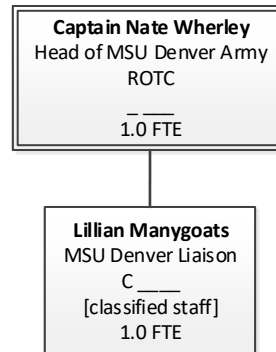 Captain Nate Wherley
Head of MSU Denver Army
ROTC
_ ___
1.0 FTE
Lillian Manygoats
MSU Denver Liaison
C ____
[classified staff]
1.0 FTE